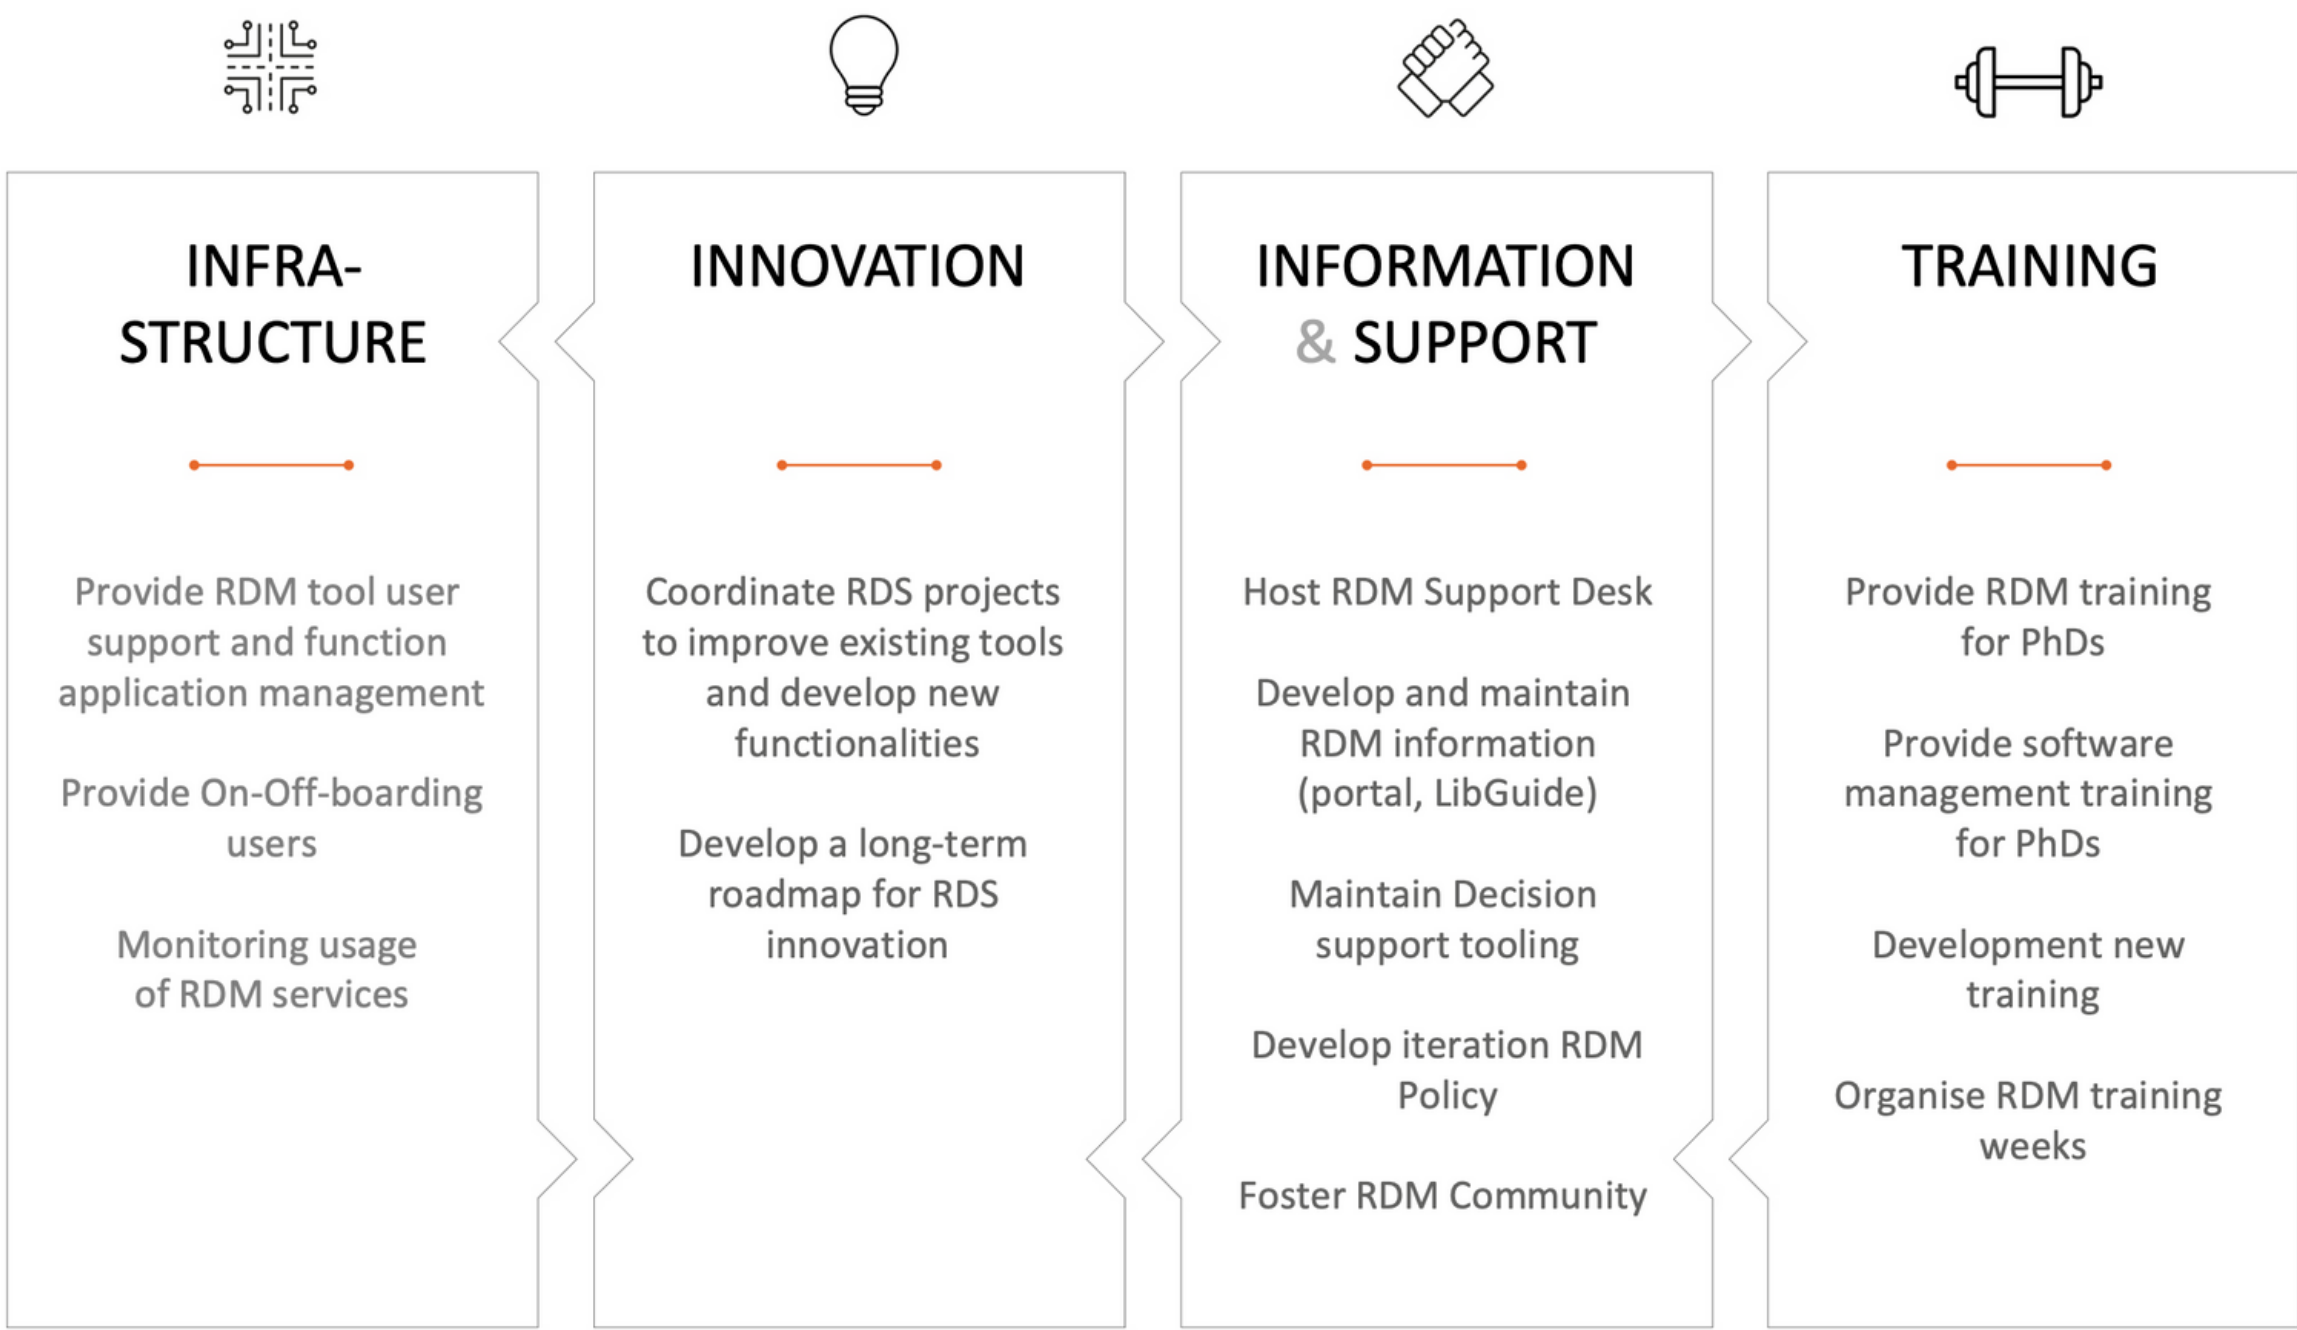 INFRA-
STRUCTURE
Provide RDM tool user
support and function
application management
Provide On-Off-boarding
users
Monitoring usage
of RDM services
INNOVATION
Coordinate RDS projects
to improve existing tools
and develop new
functionalities
Develop a long-term
roadmap for RDS
innovation
INFORMATION
& SUPPORT
Host RDM Support Desk
Develop and maintain
RDM information
(portal, LibGuide)
Maintain Decision
support tooling
Develop iteration RDM
Policy
Foster RDM Community
TRAINING
Provide RDM training
for PhDs
Provide software
management training
for PhDs
Development new
training
Organise RDM training
weeks